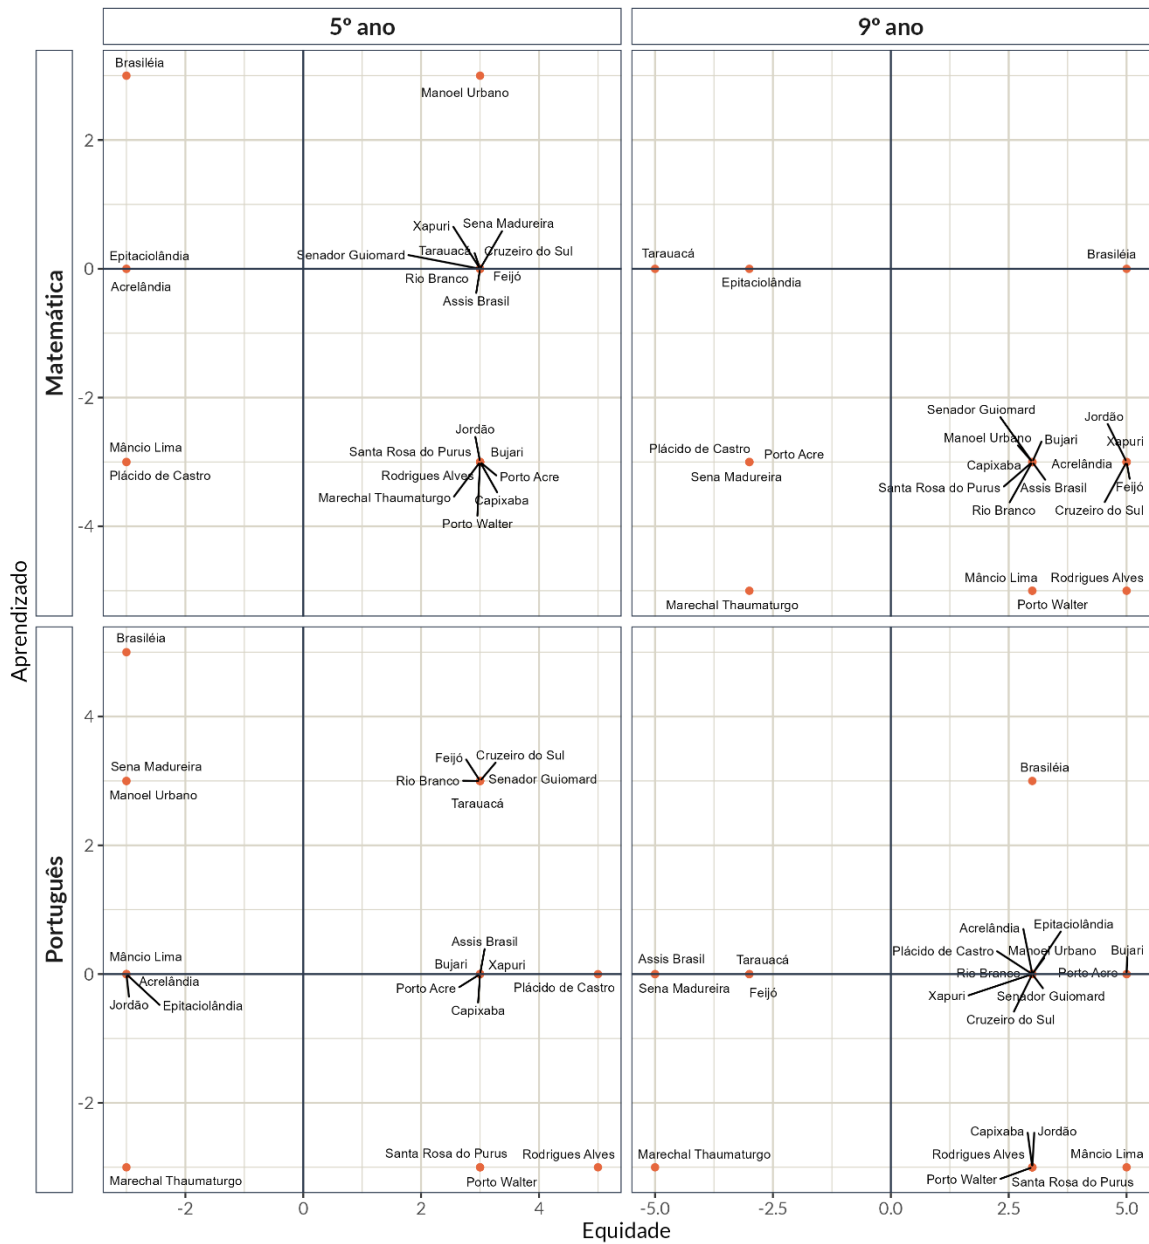 5º ano
9º ano
Matemática
Português
Aprendizado
Equidade
Brasiléia
Manoel Urbano
2
Xapuri
Sena Madureira
Senador Guiomard
Tarauacá
Cruzeiro do Sul
Epitaciolândia
0
Rio Branco
Feijó
Acrelândia
Assis Brasil
-2
Jordão
Mâncio Lima
Santa Rosa do Purus
Bujari
Plácido de Castro
Rodrigues Alves
Porto Acre
Marechal Thaumaturgo
Capixaba
Porto Walter
-4
Tarauacá
Brasiléia
Epitaciolândia
Senador Guiomard
Jordão
Manoel Urbano
Bujari
Xapuri
Plácido de Castro
Porto Acre
Capixaba
Acrelândia
Sena Madureira
Santa Rosa do Purus
Assis Brasil
Feijó
Rio Branco
Cruzeiro do Sul
Mâncio Lima
Rodrigues Alves
Marechal Thaumaturgo
Porto Walter
Brasiléia
4
Sena Madureira
Feijó
Cruzeiro do Sul
Rio Branco
Senador Guiomard
Manoel Urbano
Tarauacá
2
Assis Brasil
Mâncio Lima
Bujari
Xapuri
0
Acrelândia
Porto Acre
Plácido de Castro
Jordão
Epitaciolândia
Capixaba
-2
Santa Rosa do Purus
Rodrigues Alves
Marechal Thaumaturgo
Porto Walter
Brasiléia
Acrelândia
Epitaciolândia
Plácido de Castro
Manoel Urbano
Bujari
Assis Brasil
Tarauacá
Rio Branco
Porto Acre
Sena Madureira
Feijó
Xapuri
Senador Guiomard
Cruzeiro do Sul
Capixaba
Jordão
Marechal Thaumaturgo
Rodrigues Alves
Mâncio Lima
Porto Walter
Santa Rosa do Purus
-2
0
2
4
-5.0
-2.5
0.0
2.5
5.0